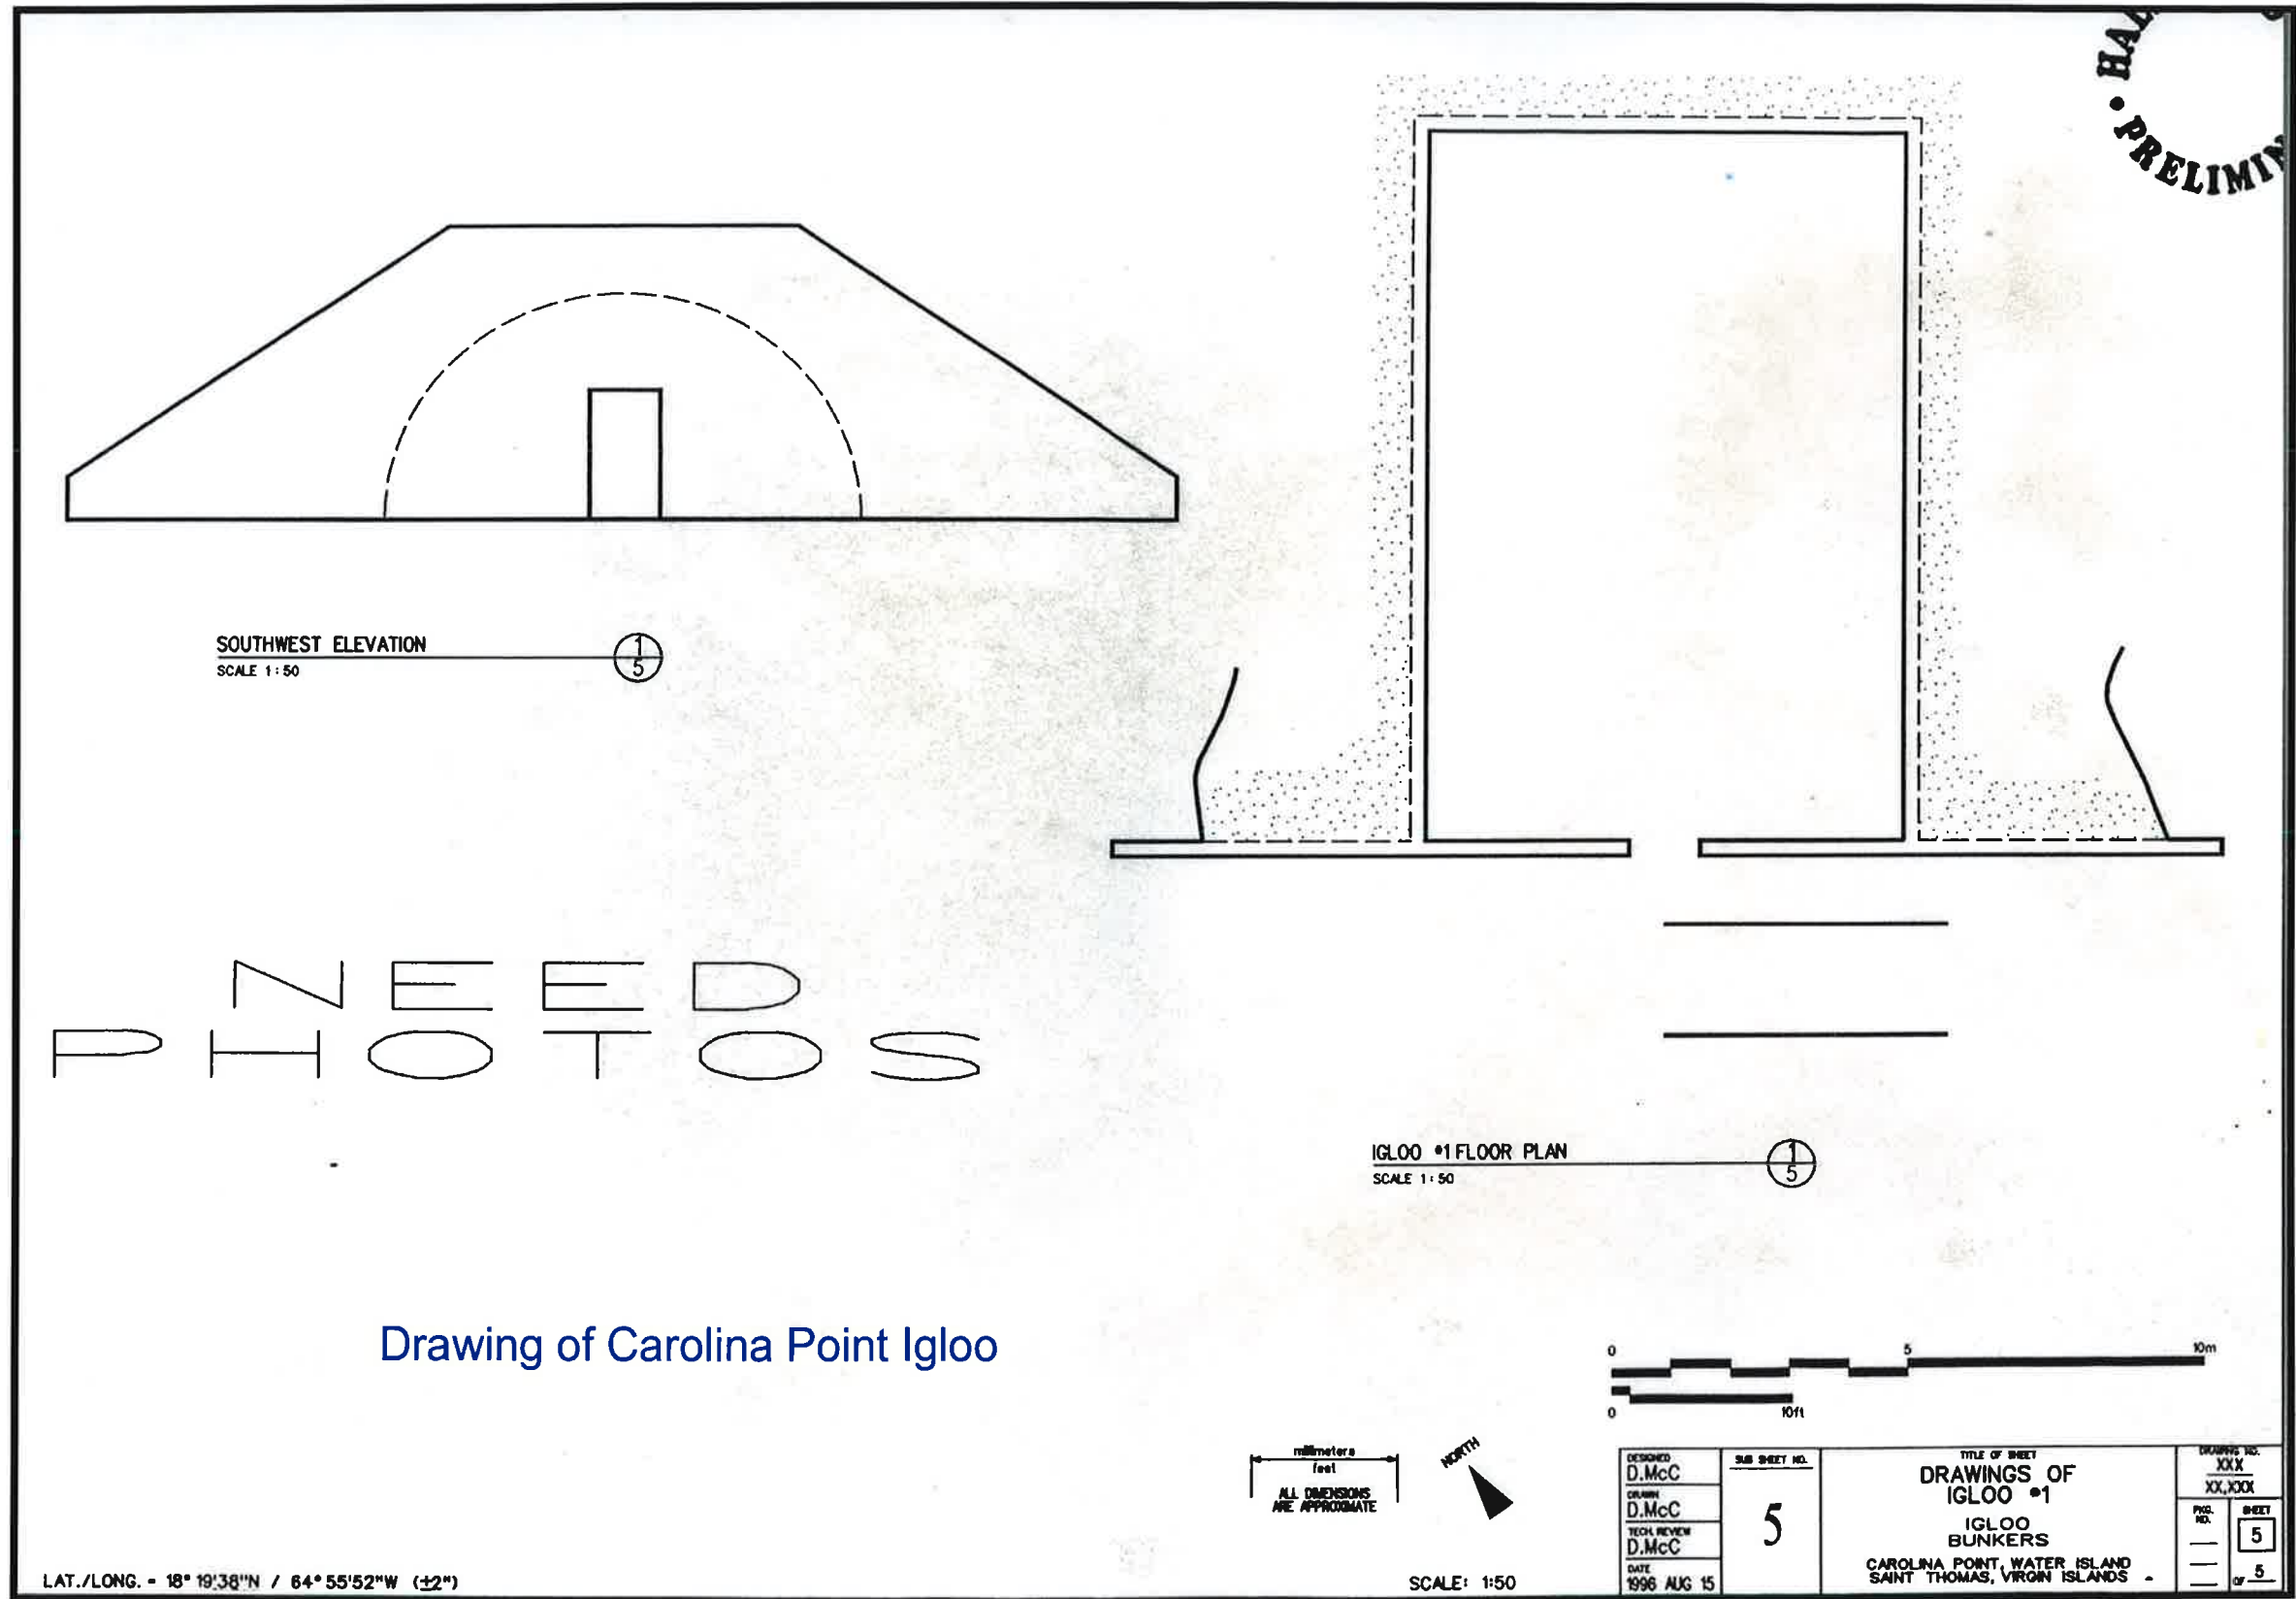 HAL
• PRELIMIN
SOUTHWEST ELEVATION
SCALE 1:50
1
5
NEED
PHOTOS
IGLOO #1 FLOOR PLAN
SCALE 1:50
1
5
Drawing of Carolina Point Igloo
0 5 10m
0 10ft
millimeters
feet
ALL DIMENSIONS
ARE APPROXIMATE
NORTH
SCALE: 1:50
LAT./LONG. - 18° 19'38"N / 64° 55'52"W (±2")
DESIGNED
D.McC
DRAWN
D.McC
TECH. REVIEW
D.McC
DATE
1996 AUG 15
SUB SHEET NO.
5
TITLE OF SHEET
DRAWINGS OF
IGLOO #1
IGLOO
BUNKERS
CAROLINA POINT, WATER ISLAND
SAINT THOMAS, VIRGIN ISLANDS
DRAWING NO.
XXX
XX,XXX
PKG.
NO.
SHEET
5
OF 5